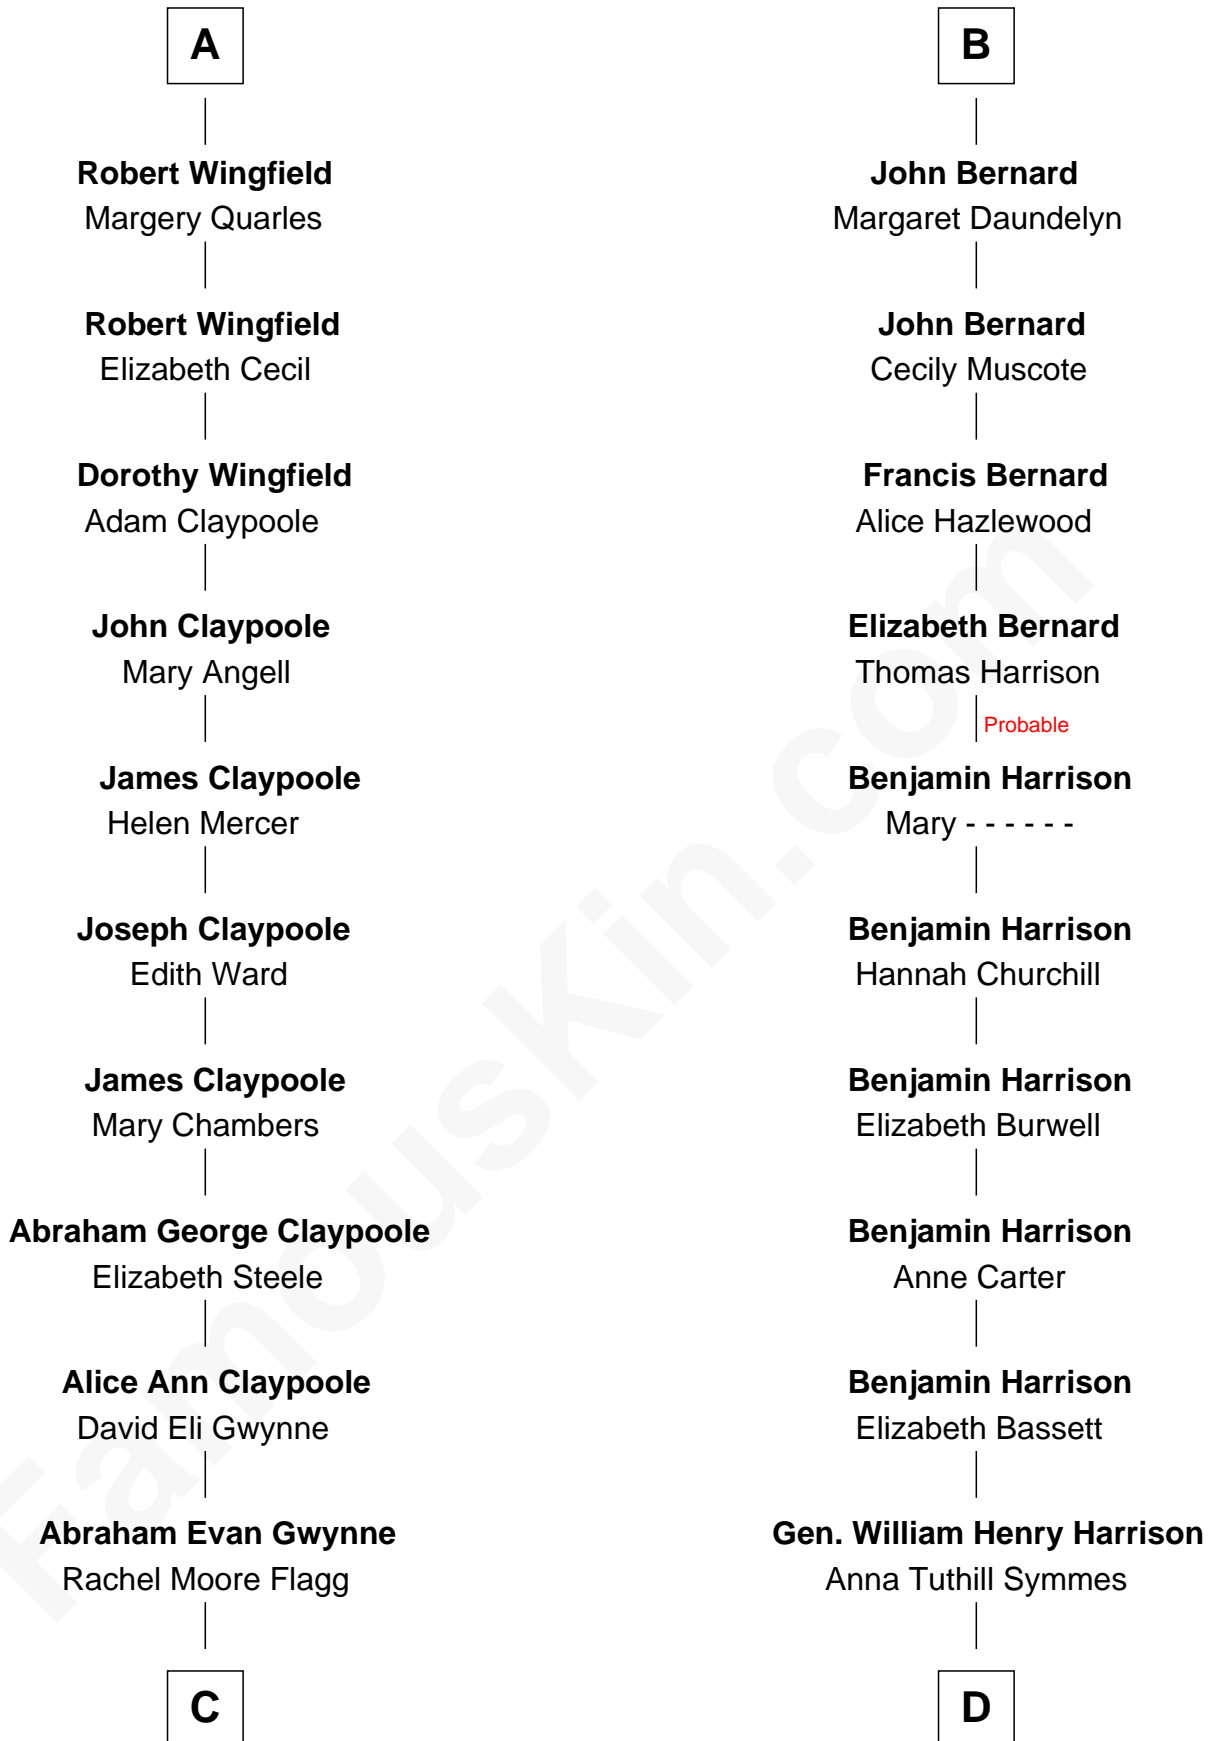 A
Robert Wingfield
Margery Quarles
Robert Wingfield
Elizabeth Cecil
Dorothy Wingfield
Adam Claypoole
John Claypoole
Mary Angell
James Claypoole
Helen Mercer
Joseph Claypoole
Edith Ward
James Claypoole
Mary Chambers
Abraham George Claypoole
Elizabeth Steele
Alice Ann Claypoole
David Eli Gwynne
Abraham Evan Gwynne
Rachel Moore Flagg
C
B
John Bernard
Margaret Daundelyn
John Bernard
Cecily Muscote
Francis Bernard
Alice Hazlewood
Elizabeth Bernard
Thomas Harrison
Probable
Benjamin Harrison
Mary - - - - - -
Benjamin Harrison
Hannah Churchill
Benjamin Harrison
Elizabeth Burwell
Benjamin Harrison
Anne Carter
Benjamin Harrison
Elizabeth Bassett
Gen. William Henry Harrison
Anna Tuthill Symmes
D
FamousKin.com